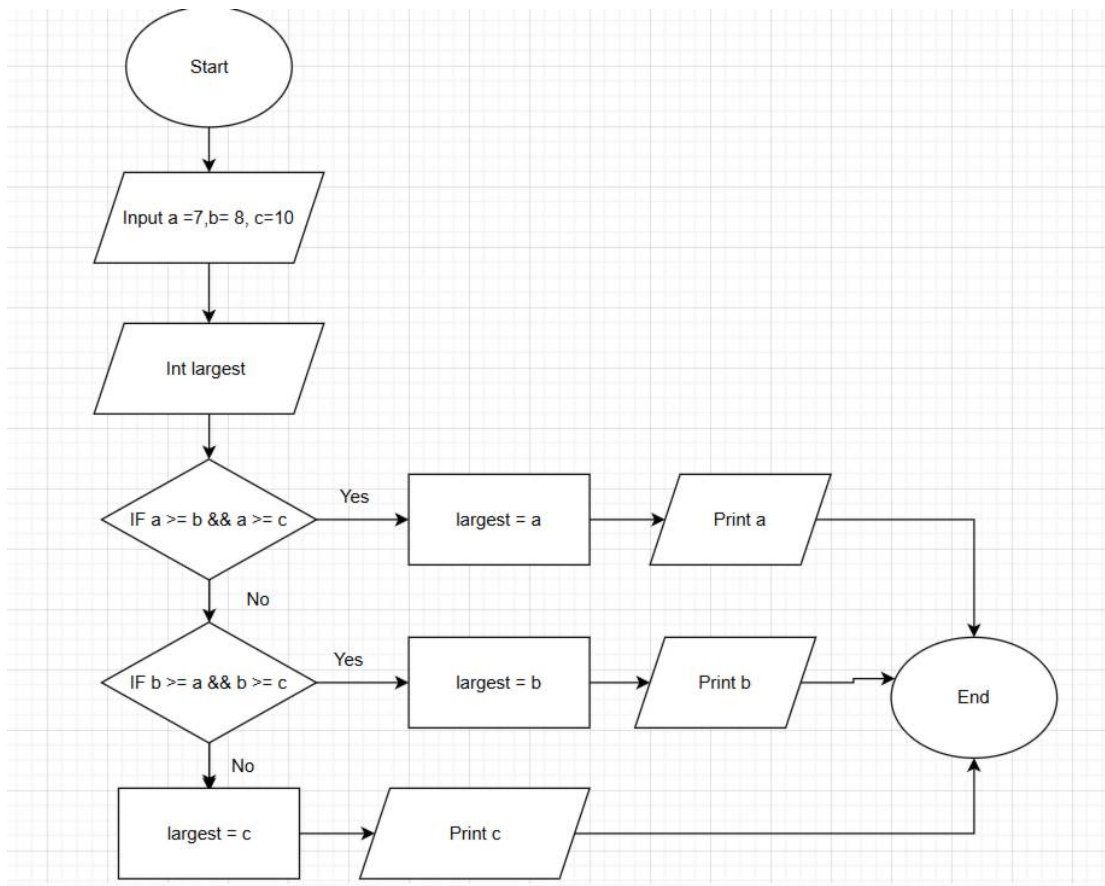 Start
Input a =7,b= 8, c=10
Int largest
IF a >= b && a >= c
Yes
largest = a
Print a
No
IF b >= a && b >= c
Yes
largest = b
Print b
End
No
largest = c
Print c